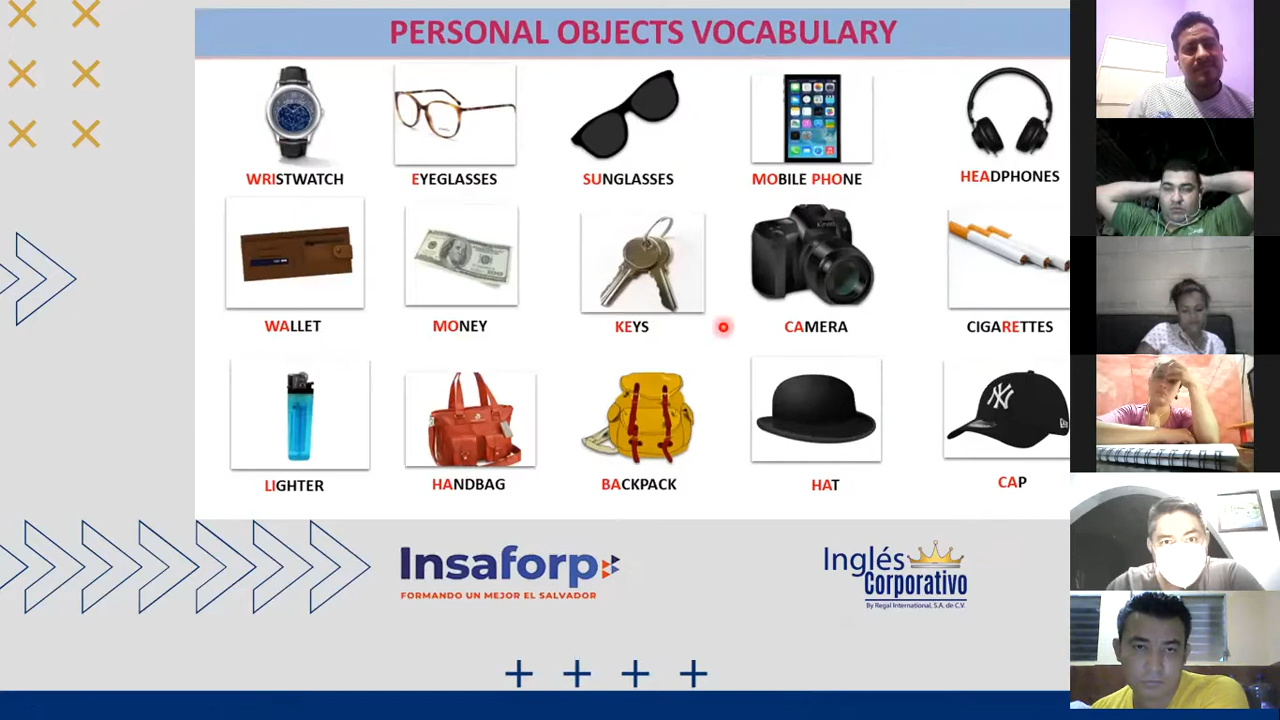 PERSONAL OBJECTS VOCABULARY
WRISTWATCH EYEGLASSES SUNGLASSES MOBILE PHONE HEADPHONES
WALLET MONEY KEYS CAMERA CIGARETTES
LIGHTER HANDBAG BACKPACK HAT CAP
Insaforp
FORMANDO UN MEJOR EL SALVADOR
Inglés
Corporativo
By Regal International, S.A. de C.V.